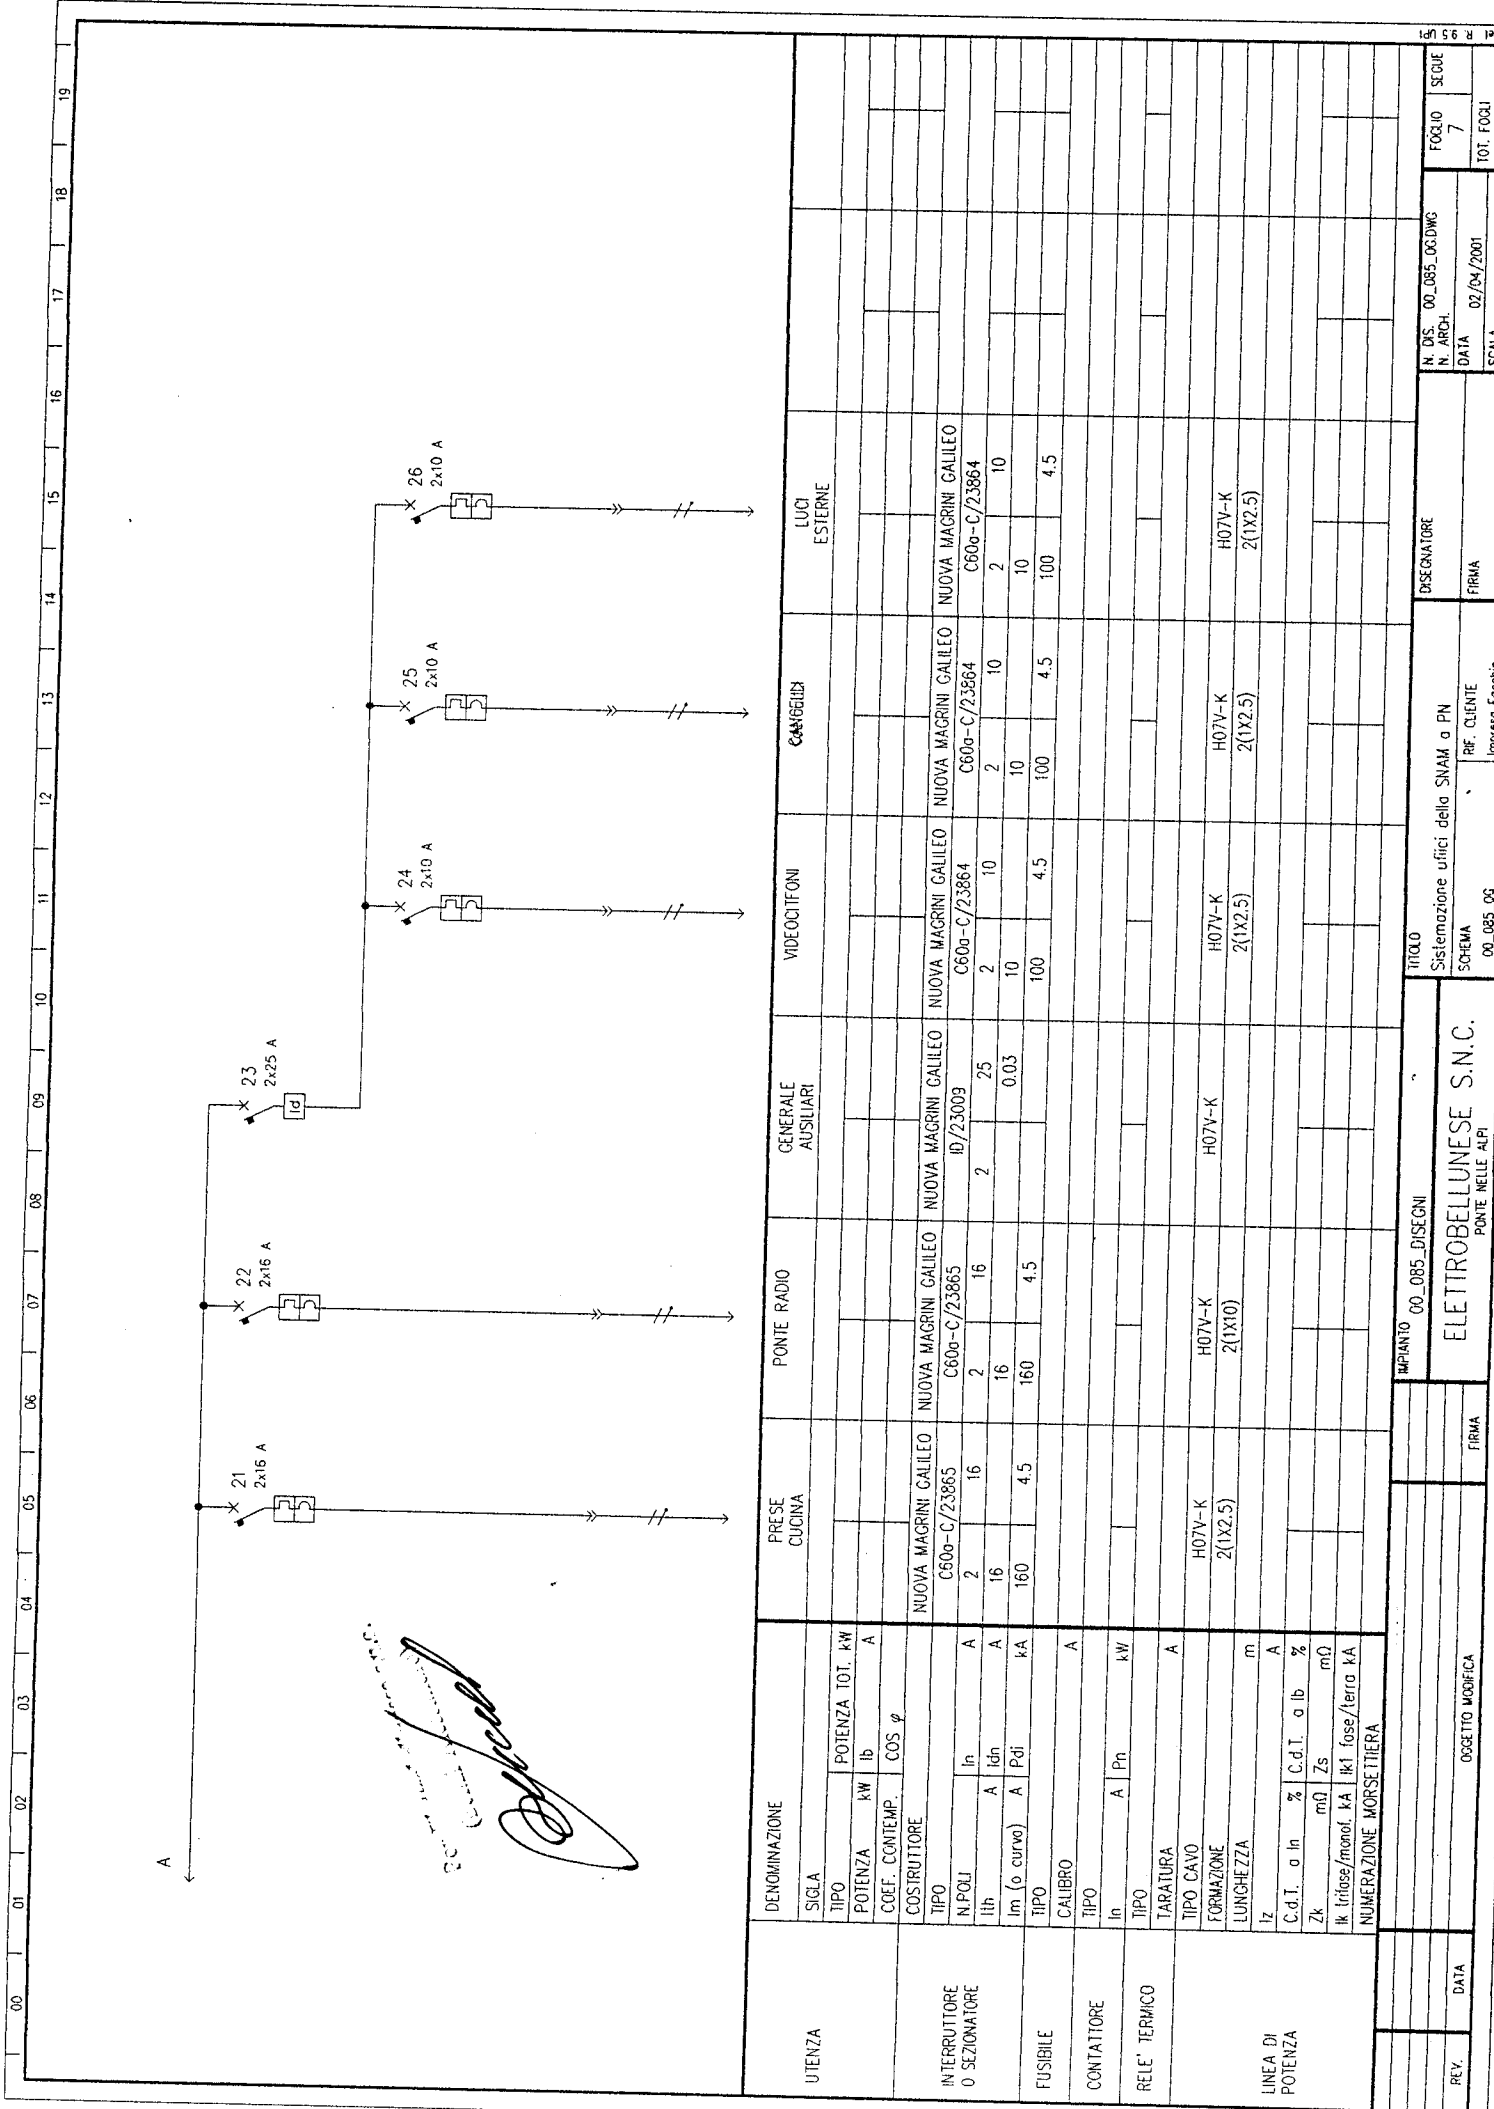 00 01 02 03 04 05 06 07 08 09 10 11 12 13 14 15 16 17 18 19
A
21
2x16 A
22
2x16 A
23
2x25 A
Id
24
2x10 A
25
2x10 A
26
2x10 A
UTENZA
DENOMINAZIONE PRESE CUCINA PONTE RADIO GENERALE AUSILIARI VIDEOCITFONI LUCI ESTERNE
SIGLA
TIPO POTENZA TOT. kW
POTENZA kW Ib A
COEF. CONTEMP. COS φ
INTERRUTTORE O SEZIONATORE
COSTRUTTORE NUOVA MAGRINI GALILEO NUOVA MAGRINI GALILEO NUOVA MAGRINI GALILEO NUOVA MAGRINI GALILEO NUOVA MAGRINI GALILEO NUOVA MAGRINI GALILEO
TIPO C60a-C/23865 C60a-C/23865 ID/23009 C60a-C/23864 C60a-C/23864 C60a-C/23864
N.POLI In A 2 16 2 16 2 25 2 10 2 10 2 10
Ith A Idn A 16 16 0.03 10 10 10
Im (o curva) A Pdi kA 160 4.5 160 4.5 100 4.5 100 4.5 100 4.5
FUSIBILE
TIPO
CALIBRO A
CONTATTORE
TIPO
In A Pn kW
RELE' TERMICO
TIPO
TARATURA A
LINEA DI POTENZA
TIPO CAVO H07V-K H07V-K H07V-K H07V-K H07V-K H07V-K
FORMAZIONE 2(1X2.5) 2(1X10) 2(1X2.5) 2(1X2.5) 2(1X2.5)
LUNGHEZZA m
Iz A
C.d.T. a In % C.d.T. a Ib %
Zk mΩ Zs mΩ
Ik trifase/monof. kA Ik1 fase/terra kA
NUMERAZIONE MORSETTIERA
REV. DATA OGGETTO MODIFICA FIRMA
IMPIANTO 00_085_DISEGNI
ELETTROBELLUNESE S.N.C.
PONTE NELLE ALPI
TITOLO
Sistemazione uffici della SNAM a PN
SCHEMA
00_085_0G
RIF. CLIENTE
DISEGNATORE
FIRMA
N. DIS. 00_085_0G.DWG
N. ARCH.
DATA 02/04/2001
SCALA
FOGLIO 7
SEGUE
TOT. FOGLI